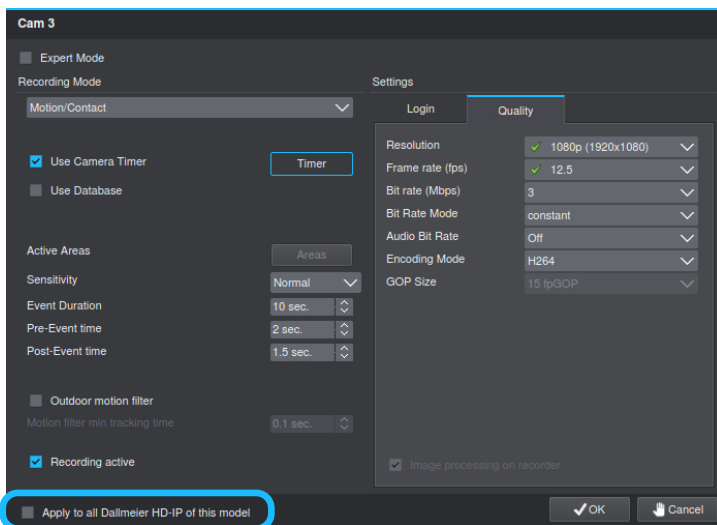 Cam 3
Expert Mode
Recording Mode
Motion/Contact
Use Camera Timer
Timer
Use Database
Active Areas
Areas
Sensitivity
Normal
Event Duration
10 sec.
Pre-Event time
2 sec.
Post-Event time
1.5 sec.
Outdoor motion filter
Motion filter min tracking time
0.1 sec.
Recording active
Settings
Login
Quality
Resolution
1080p (1920x1080)
Frame rate (fps)
12.5
Bit rate (Mbps)
3
Bit Rate Mode
constant
Audio Bit Rate
Off
Encoding Mode
H264
GOP Size
15 fpGOP
Image processing on recorder
Apply to all Dallmeier HD-IP of this model
OK
Cancel